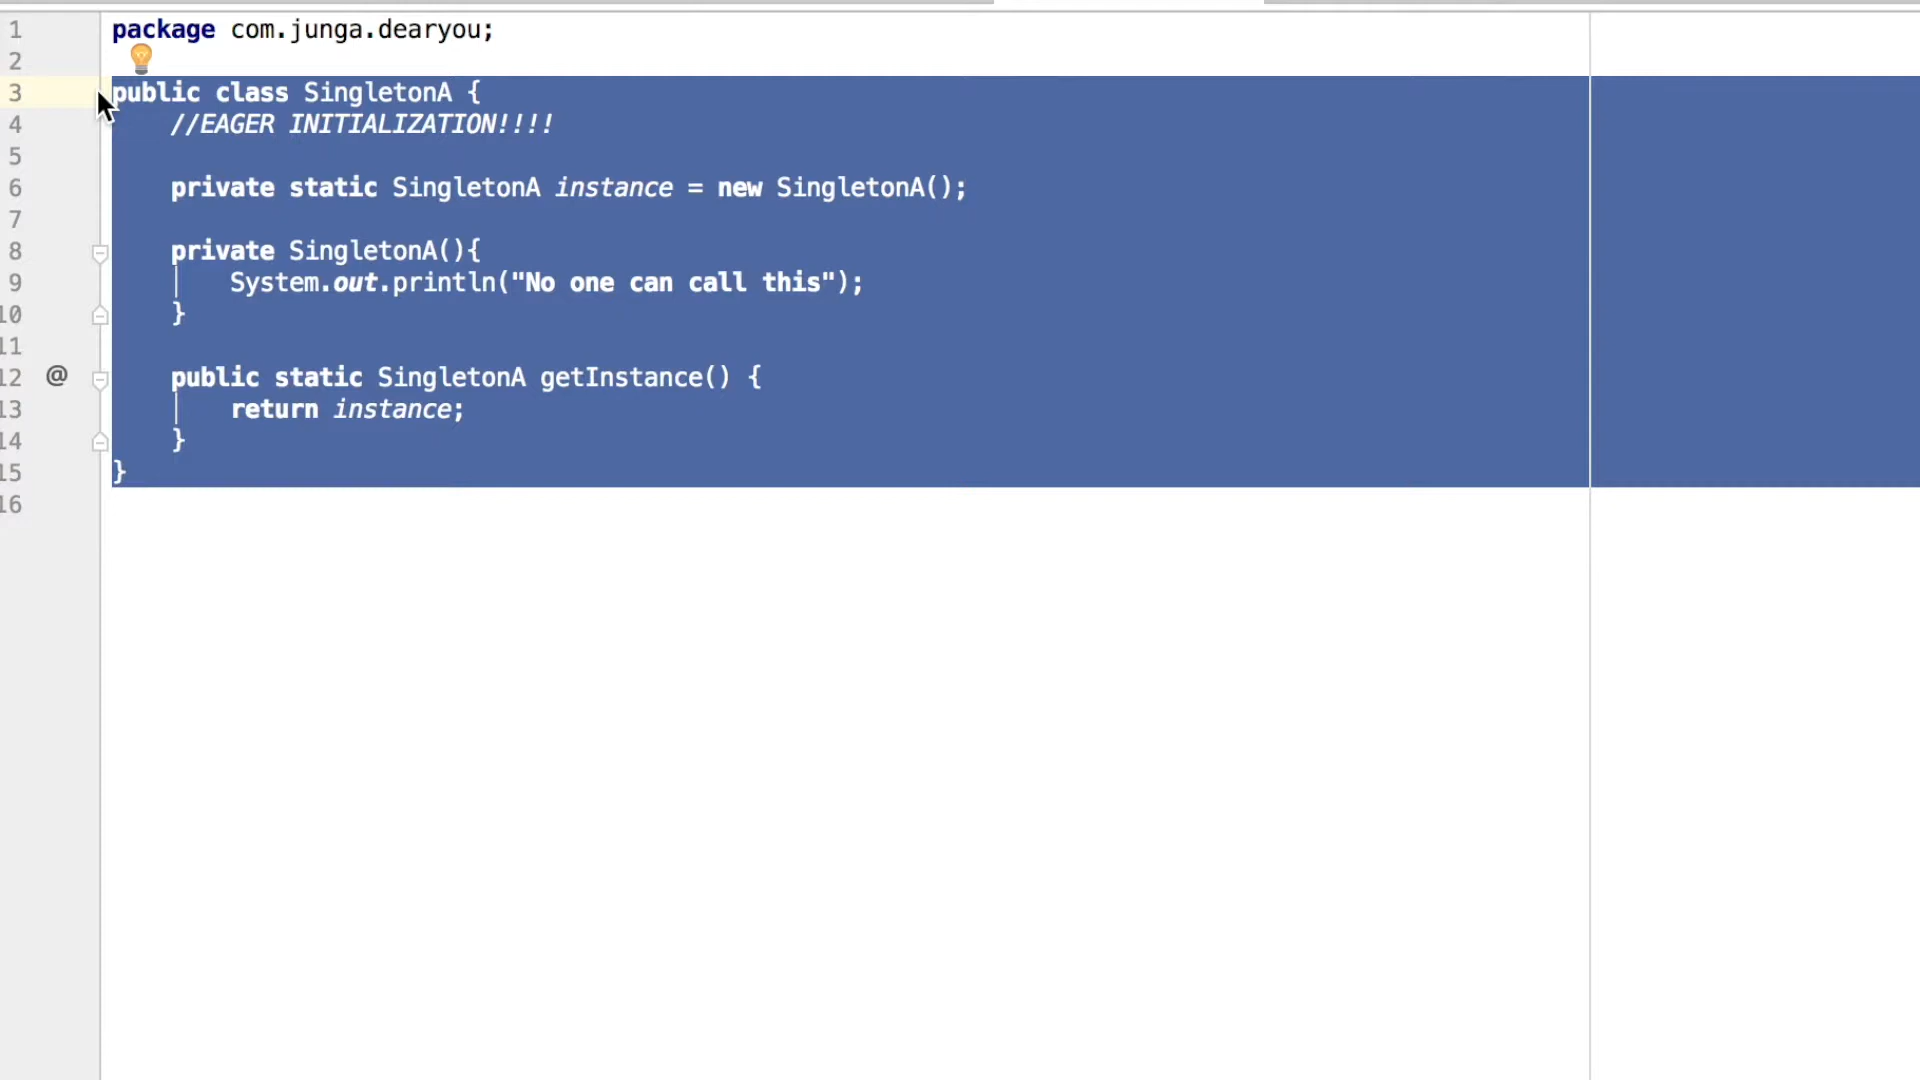 1 package com.junga.dearyou;
2
3 public class SingletonA {
4 //EAGER INITIALIZATION!!!!
5
6 private static SingletonA instance = new SingletonA();
7
8 private SingletonA(){
9 System.out.println("No one can call this");
10 }
11
12 @ public static SingletonA getInstance() {
13 return instance;
14 }
15 }
16